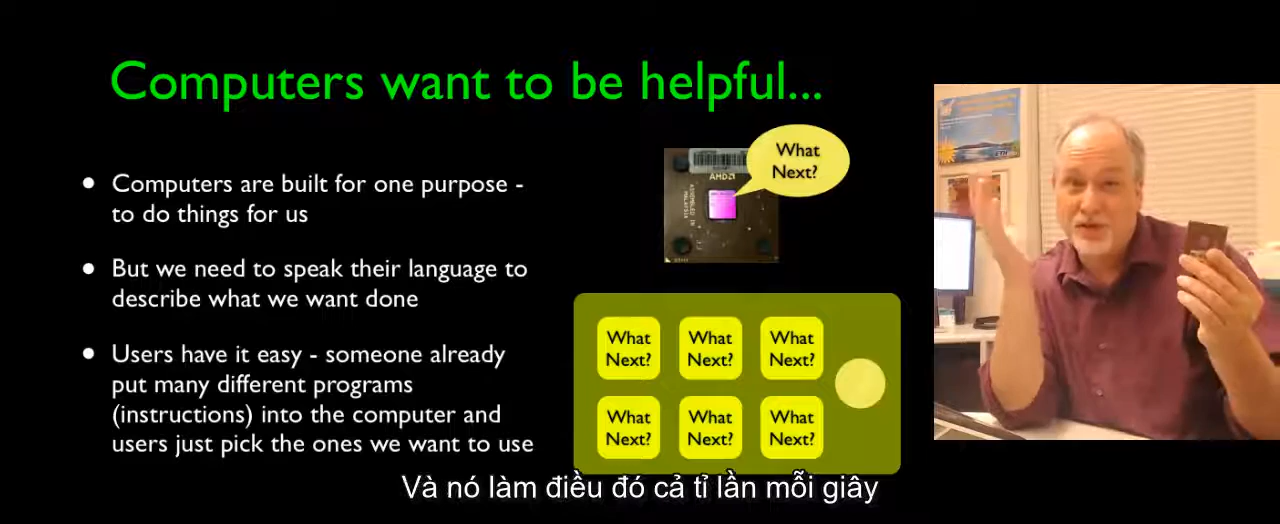 Computers want to be helpful...
• Computers are built for one purpose -
to do things for us
• But we need to speak their language to
describe what we want done
• Users have it easy - someone already
put many different programs
(instructions) into the computer and
users just pick the ones we want to use
What
Next?
AMD
ASSEMBLED IN
MALAYSIA
What
Next?
What
Next?
What
Next?
What
Next?
What
Next?
What
Next?
Và nó làm điều đó cả tỉ lần mỗi giây